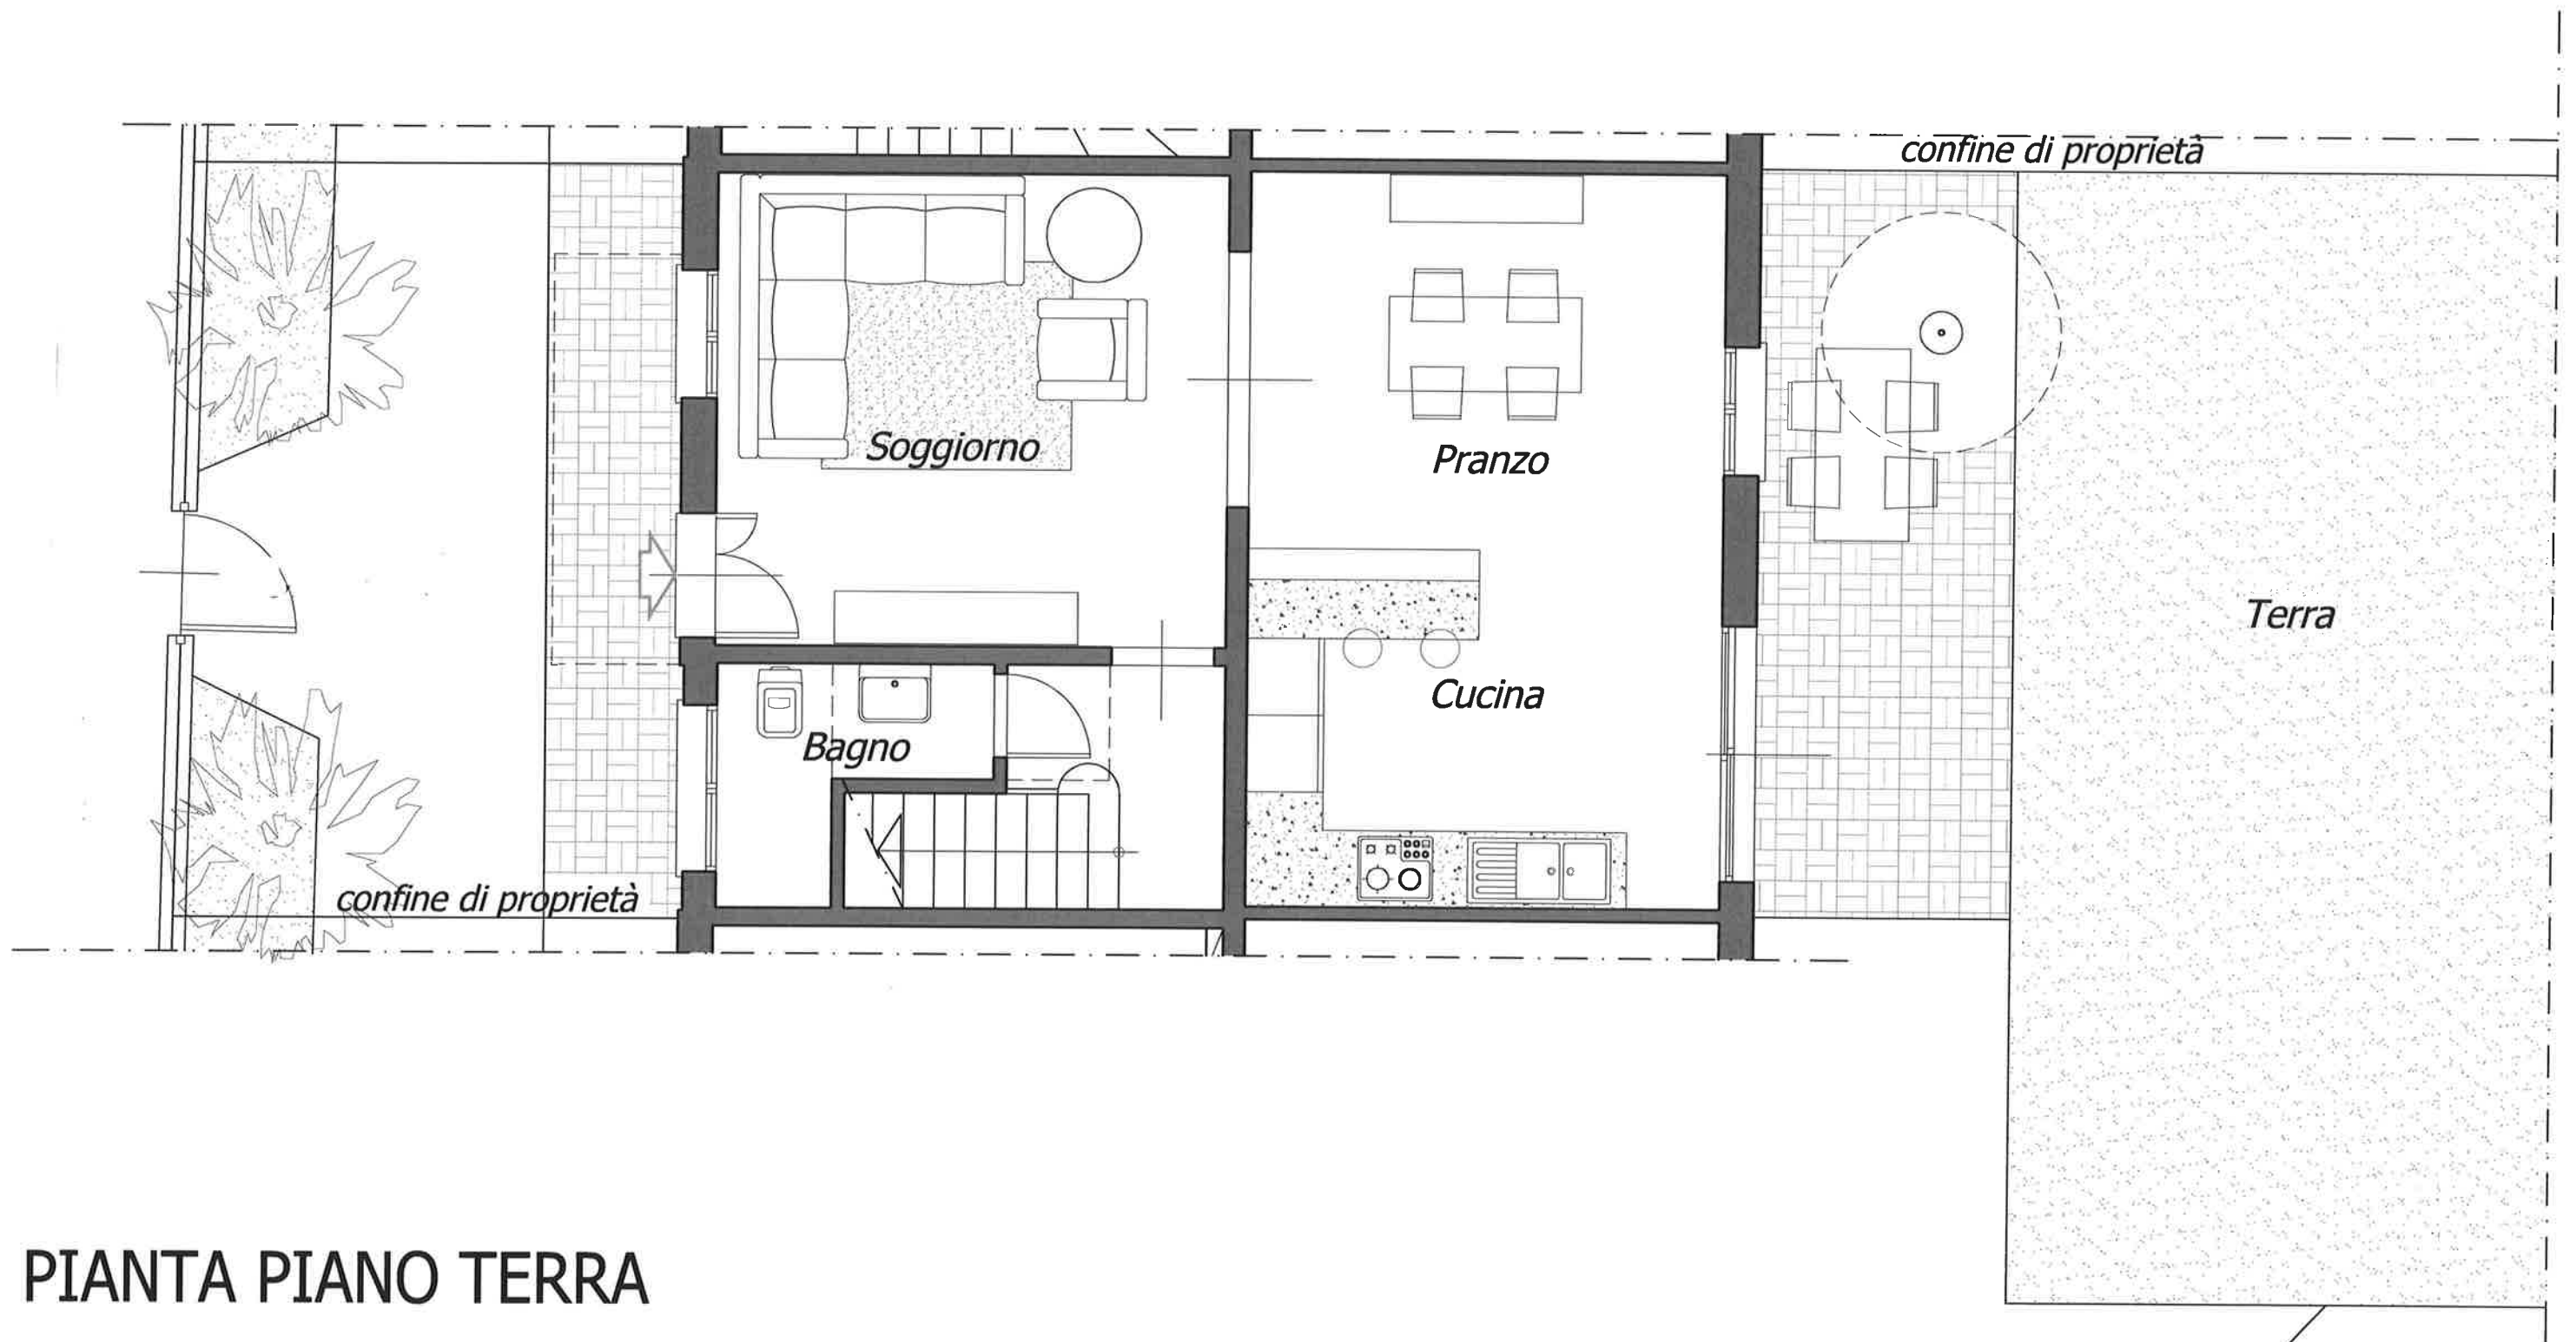 confine di proprietà
Soggiorno
Pranzo
Terra
Cucina
Bagno
confine di proprietà
PIANTA PIANO TERRA